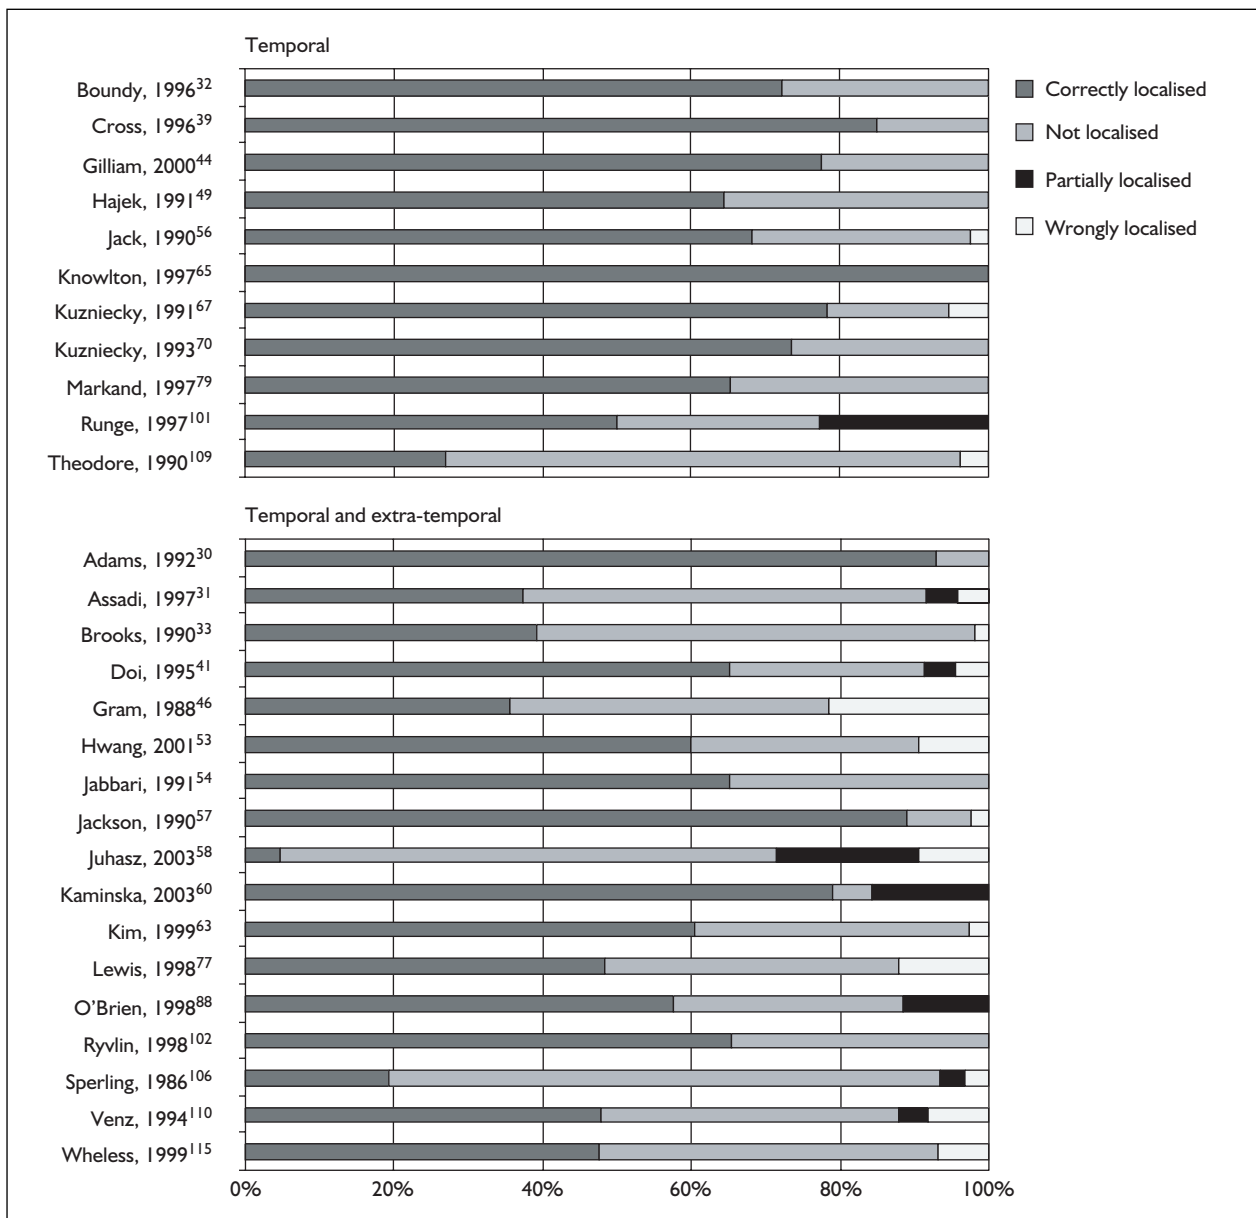 Temporal
Boundy, 1996³²
Cross, 1996³⁹
Gilliam, 2000⁴⁴
Hajek, 1991⁴⁹
Jack, 1990⁵⁶
Knowlton, 1997⁶⁵
Kuzniecky, 1991⁶⁷
Kuzniecky, 1993⁷⁰
Markand, 1997⁷⁹
Runge, 1997¹⁰¹
Theodore, 1990¹⁰⁹
Correctly localised
Not localised
Partially localised
Wrongly localised
Temporal and extra-temporal
Adams, 1992³⁰
Assadi, 1997³¹
Brooks, 1990³³
Doi, 1995⁴¹
Gram, 1988⁴⁶
Hwang, 2001⁵³
Jabbari, 1991⁵⁴
Jackson, 1990⁵⁷
Juhasz, 2003⁵⁸
Kaminska, 2003⁶⁰
Kim, 1999⁶³
Lewis, 1998⁷⁷
O'Brien, 1998⁸⁸
Ryvlin, 1998¹⁰²
Sperling, 1986¹⁰⁶
Venz, 1994¹¹⁰
Wheless, 1999¹¹⁵
0% 20% 40% 60% 80% 100%